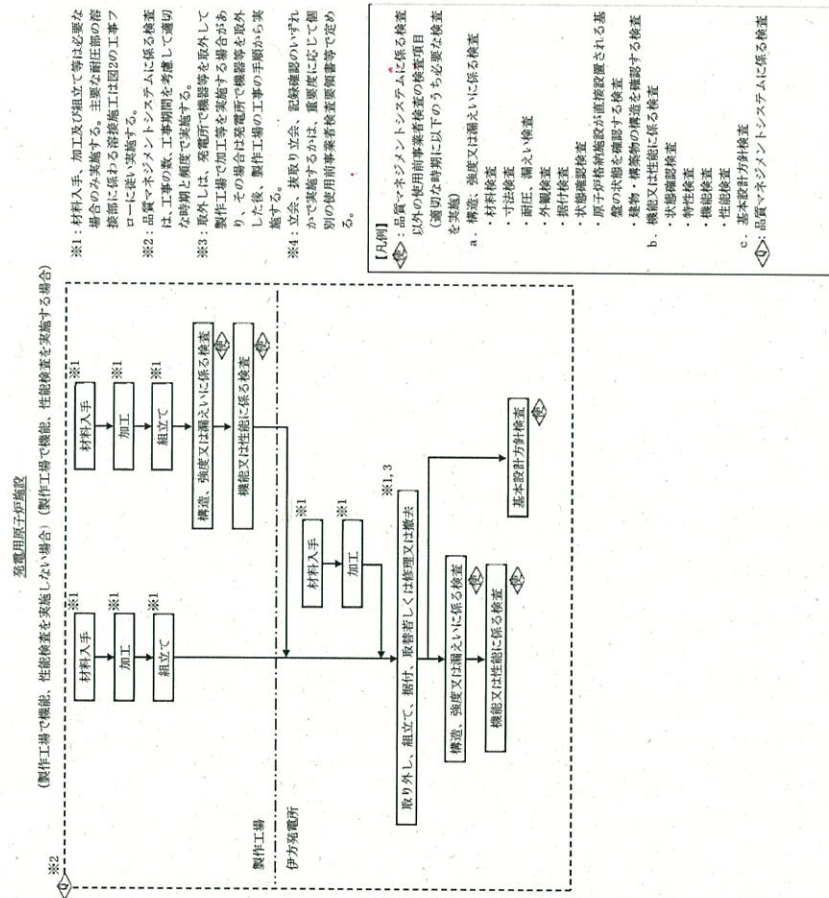 発電用原子炉施設
(製作工場で機能、性能検査を実施しない場合)(製作工場で機能、性能検査を実施する場合)
Q
※2
製作工場
伊方発電所
材料入手
※1
加工
※1
組立て
※1
材料入手
※1
加工
※1
組立て
※1
構造、強度又は漏えいに係る検査
使
機能又は性能に係る検査
使
材料入手
※1
加工
※1
取り外し、組立て、据付、取替若しくは修理又は撤去
※1, 3
構造、強度又は漏えいに係る検査
使
機能又は性能に係る検査
使
基本設計方針検査
使
※1:材料入手、加工及び組立て等は必要な
場合のみ実施する。主要な耐圧部の溶
接部に係わる溶接施工は図2の工事フ
ローに従い実施する。
※2:品質マネジメントシステムに係る検査
は、工事の数、工事期間を考慮して適切
な時期と頻度で実施する。
※3:取外しは、発電所で機器等を取外して
製作工場で加工等を実施する場合があ
り、その場合は発電所で機器等を取外
した後、製作工場の工事の手順から実
施する。
※4:立会、抜取り立会、記録確認のいずれ
かで実施するかは、重要度に応じて個
別の使用前事業者検査要領書等で定め
る。
【凡例】
使:品質マネジメントシステムに係る検査
以外の使用前事業者検査の検査項目
(適切な時期に以下のうち必要な検査
を実施)
a.構造、強度又は漏えいに係る検査
・材料検査
・寸法検査
・耐圧、漏えい検査
・外観検査
・据付検査
・状態確認検査
・原子炉格納施設が直接設置される基
盤の状態を確認する検査
・建物・構築物の構造を確認する検査
b.機能又は性能に係る検査
・状態確認検査
・特性検査
・機能検査
・性能検査
c.基本設計方針検査
Q:品質マネジメントシステムに係る検査